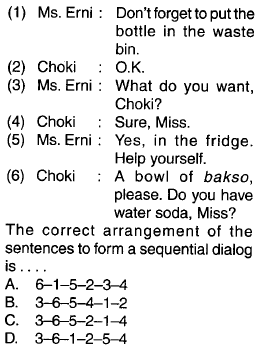 (1) Ms. Erni : Don't forget to put the
bottle in the waste
bin.
(2) Choki : O.K.
(3) Ms. Erni : What do you want,
Choki?
(4) Choki : Sure, Miss.
(5) Ms. Erni : Yes, in the fridge.
Help yourself.
(6) Choki : A bowl of bakso,
please. Do you have
water soda, Miss?
The correct arrangement of the
sentences to form a sequential dialog
is ....
A. 6–1–5–2–3–4
B. 3–6–5–4–1–2
C. 3–6–5–2–1–4
D. 3–6–1–2–5–4